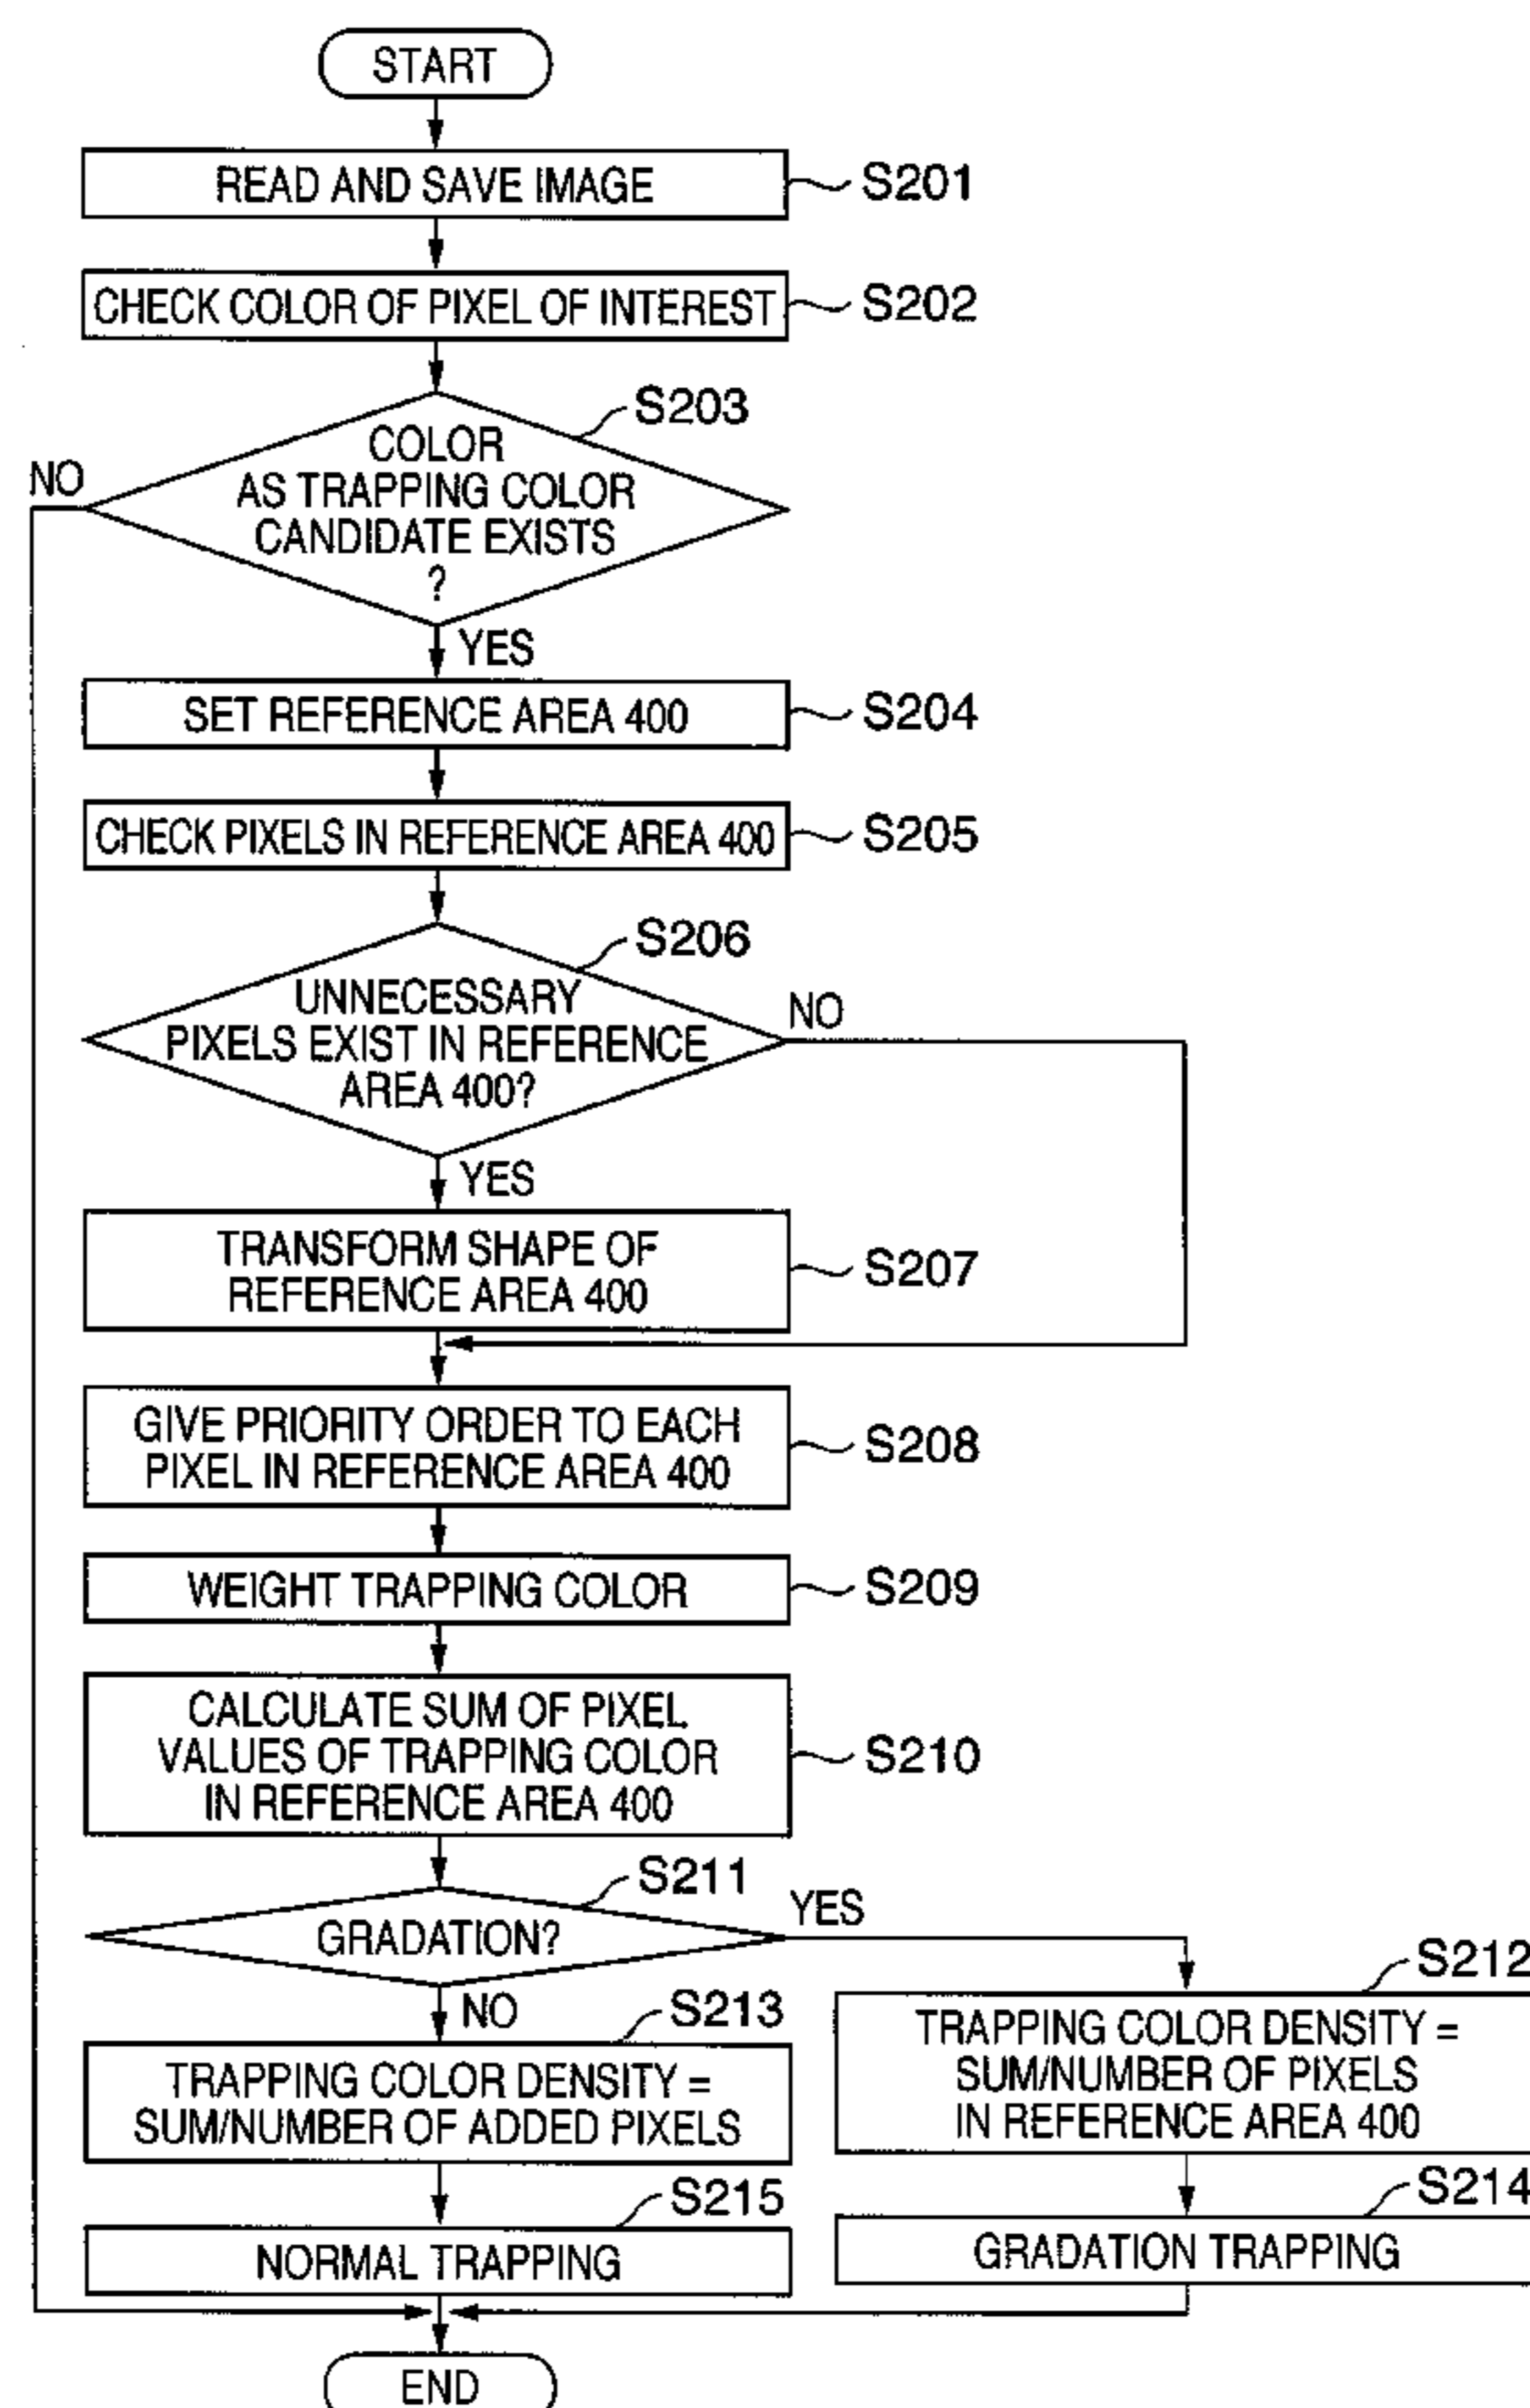 START
READ AND SAVE IMAGE
S201
CHECK COLOR OF PIXEL OF INTEREST
S202
S203
COLOR
AS TRAPPING COLOR
CANDIDATE EXISTS
?
NO
YES
SET REFERENCE AREA 400
S204
CHECK PIXELS IN REFERENCE AREA 400
S205
S206
UNNECESSARY
PIXELS EXIST IN REFERENCE
AREA 400?
NO
YES
TRANSFORM SHAPE OF
REFERENCE AREA 400
S207
GIVE PRIORITY ORDER TO EACH
PIXEL IN REFERENCE AREA 400
S208
WEIGHT TRAPPING COLOR
S209
CALCULATE SUM OF PIXEL
VALUES OF TRAPPING COLOR
IN REFERENCE AREA 400
S210
S211
GRADATION?
YES
NO
S213
TRAPPING COLOR DENSITY =
SUM/NUMBER OF ADDED PIXELS
S212
TRAPPING COLOR DENSITY =
SUM/NUMBER OF PIXELS
IN REFERENCE AREA 400
S215
NORMAL TRAPPING
S214
GRADATION TRAPPING
END